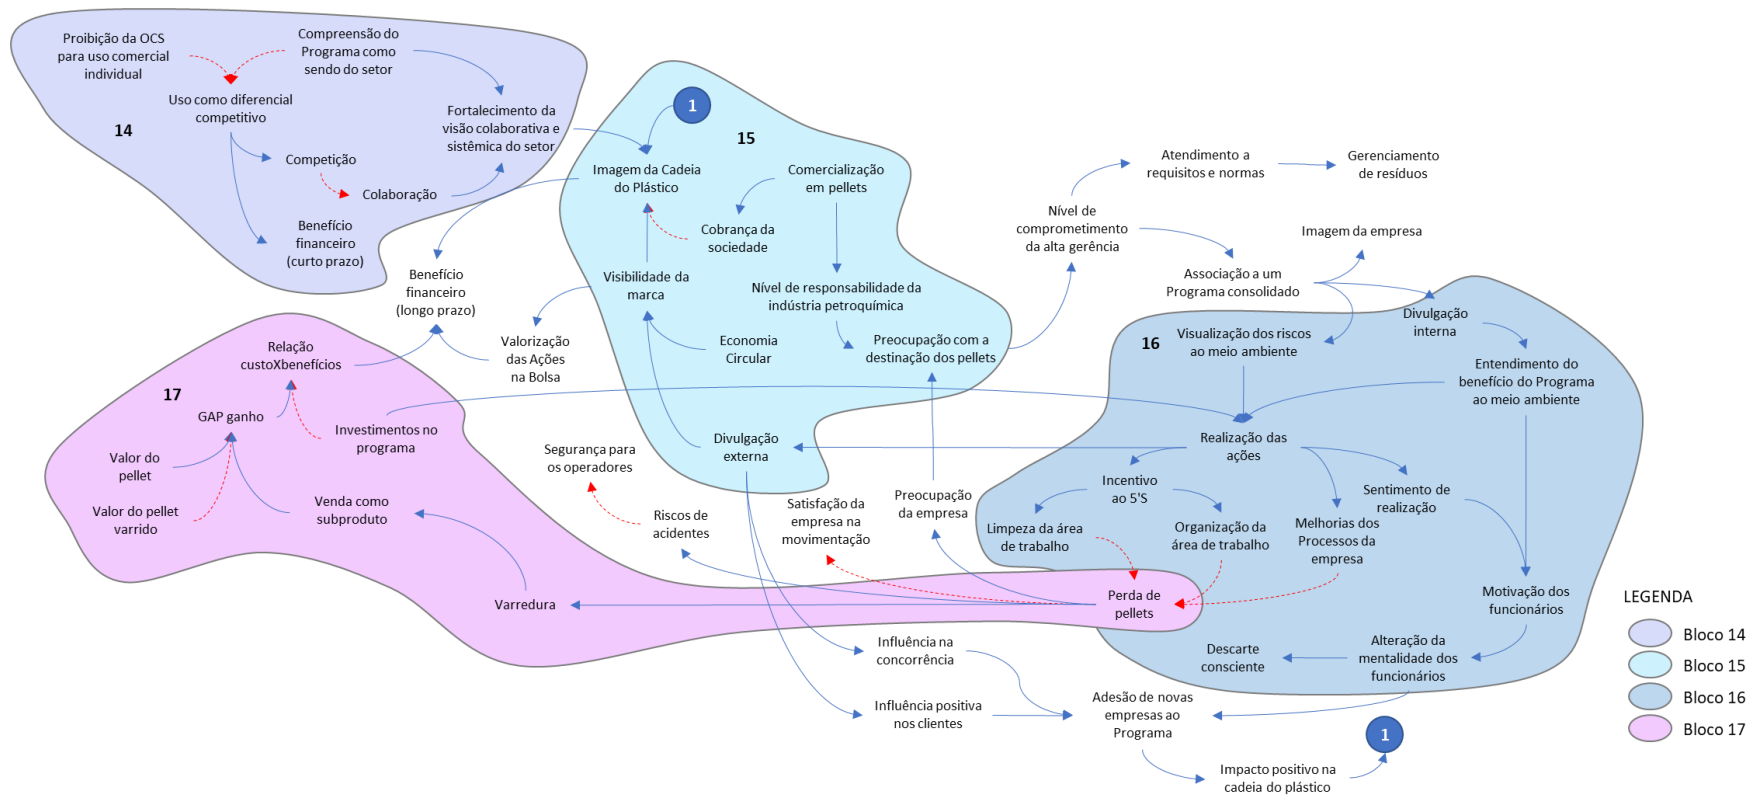 Proibição da OCS
para uso comercial
individual
Compreensão do
Programa como
sendo do setor
Uso como diferencial
competitivo
14
Competição
Colaboração
Benefício
financeiro
(curto prazo)
Fortalecimento da
visão colaborativa e
sistêmica do setor
1
15
Imagem da Cadeia
do Plástico
Comercialização
em pellets
Cobrança da
sociedade
Visibilidade da
marca
Nível de responsabilidade da
indústria petroquímica
Economia
Circular
Preocupação com a
destinação dos pellets
Divulgação
externa
Benefício
financeiro
(longo prazo)
Valorização
das Ações
na Bolsa
Atendimento a
requisitos e normas
Gerenciamento
de resíduos
Nível de
comprometimento
da alta gerência
Imagem da empresa
Associação a um
Programa consolidado
16
Visualização dos riscos
ao meio ambiente
Divulgação
interna
Entendimento do
benefício do Programa
ao meio ambiente
Realização das
ações
Incentivo
ao 5'S
Sentimento de
realização
Limpeza da área
de trabalho
Organização da
área de trabalho
Melhorias dos
Processos da
empresa
Motivação dos
funcionários
Alteração da
mentalidade dos
funcionários
Descarte
consciente
17
Relação
custoXbenefícios
GAP ganho
Investimentos no
programa
Valor do
pellet
Valor do pellet
varrido
Venda como
subproduto
Varredura
Perda de
pellets
Segurança para
os operadores
Riscos de
acidentes
Satisfação da
empresa na
movimentação
Preocupação
da empresa
Influência na
concorrência
Influência positiva
nos clientes
Adesão de novas
empresas ao
Programa
1
Impacto positivo na
cadeia do plástico
LEGENDA
Bloco 14
Bloco 15
Bloco 16
Bloco 17